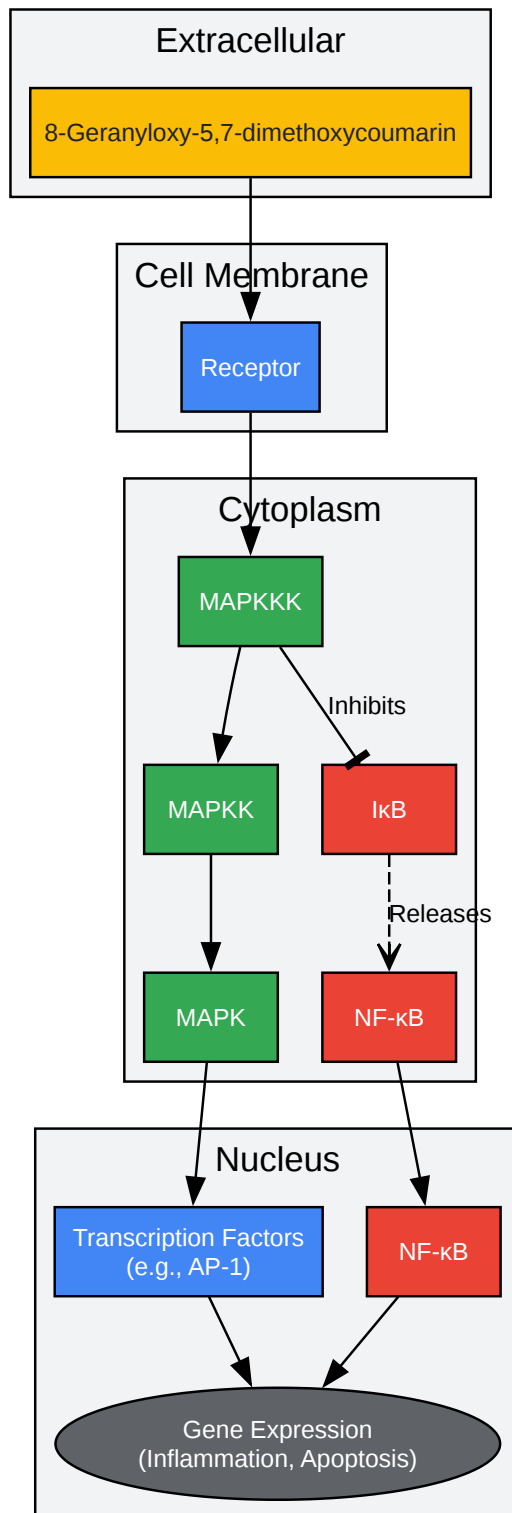 Extracellular
8-Geranyloxy-5,7-dimethoxycoumarin
Cell Membrane
Receptor
Cytoplasm
MAPKKK
Inhibits
MAPKK
IκB
Releases
MAPK
NF-κB
Nucleus
Transcription Factors
(e.g., AP-1)
NF-κB
Gene Expression
(Inflammation, Apoptosis)